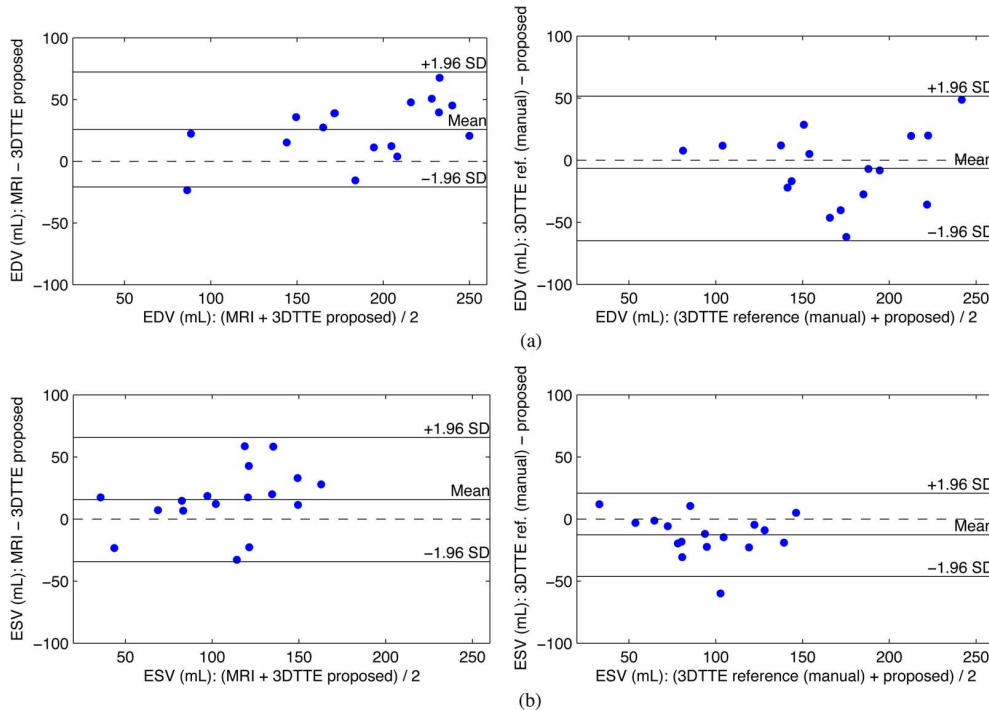 EDV (mL): MRI − 3DTTE proposed
100
50
0
−50
−100
+1.96 SD
Mean
−1.96 SD
50 100 150 200 250
EDV (mL): (MRI + 3DTTE proposed) / 2
EDV (mL): 3DTTE ref. (manual) − proposed
100
50
0
−50
−100
+1.96 SD
Mean
−1.96 SD
50 100 150 200 250
EDV (mL): (3DTTE reference (manual) + proposed) / 2
(a)
ESV (mL): MRI − 3DTTE proposed
100
50
0
−50
−100
+1.96 SD
Mean
−1.96 SD
50 100 150 200 250
ESV (mL): (MRI + 3DTTE proposed) / 2
ESV (mL): 3DTTE ref. (manual) − proposed
100
50
0
−50
−100
+1.96 SD
Mean
−1.96 SD
50 100 150 200 250
ESV (mL): (3DTTE reference (manual) + proposed) / 2
(b)